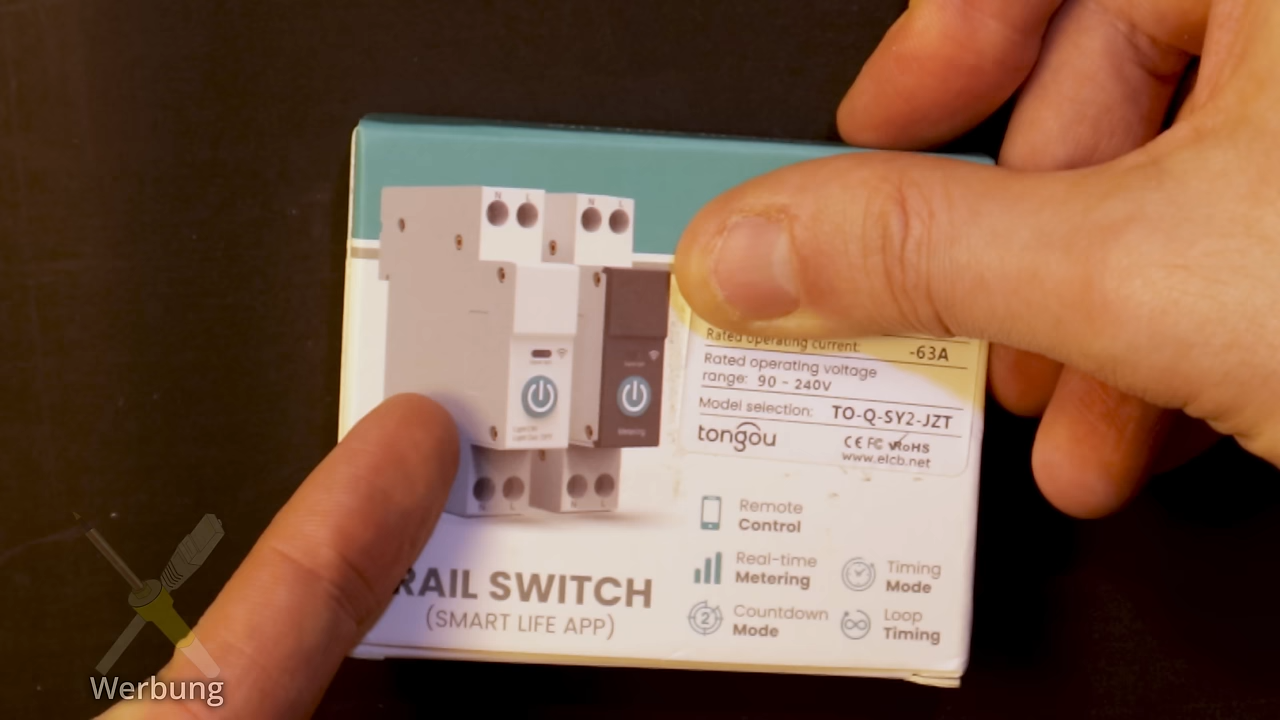 N L
N L
Rated operating current: -63A
Rated operating voltage
range: 90 - 240V
Model selection: TO-Q-SY2-JZT
tongou
CE FC RoHS
www.elcb.net
Metering
N L
N L
Remote
Control
Real-time
Metering
Timing
Mode
Countdown
Mode
Loop
Timing
2
RAIL SWITCH
(SMART LIFE APP)
Werbung